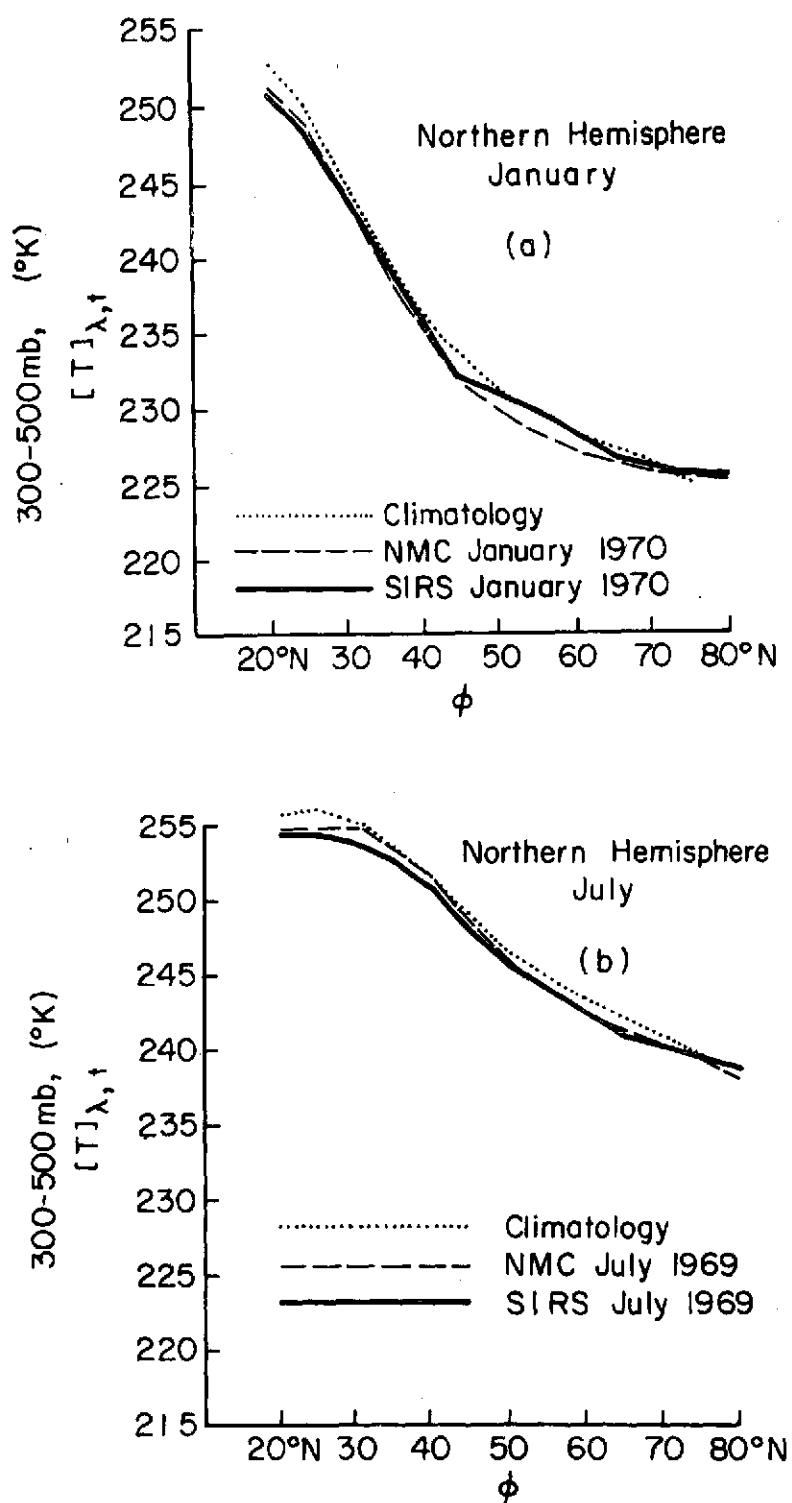 255
250
245
240
235
230
225
220
215
300-500mb, (°K)
[T]λ,t
Northern Hemisphere
January
(a)
Climatology
NMC January 1970
SIRS January 1970
20°N 30 40 50 60 70 80°N
ϕ
255
250
245
240
235
230
225
220
215
300-500mb, (°K)
[T]λ,t
Northern Hemisphere
July
(b)
Climatology
NMC July 1969
SIRS July 1969
20°N 30 40 50 60 70 80°N
ϕ